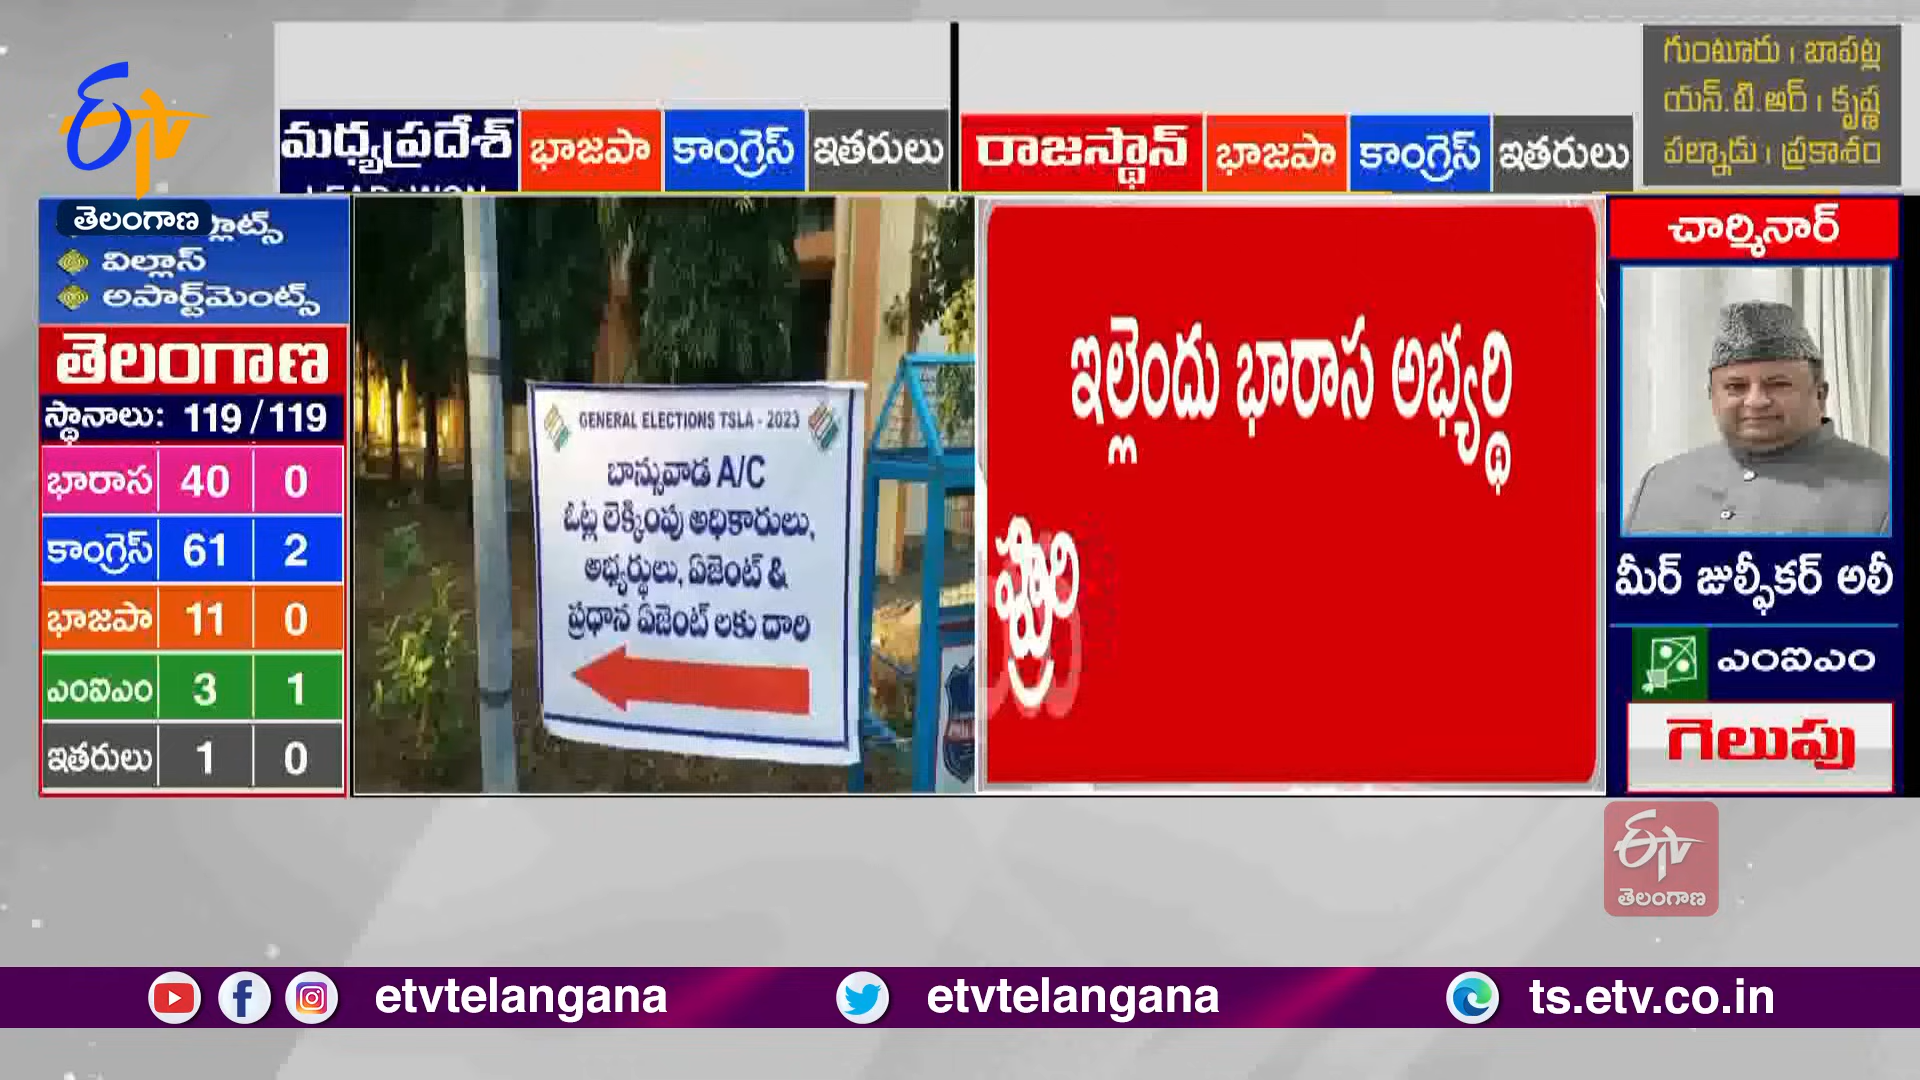 ETV
తెలంగాణ
మధ్యప్రదేశ్ భాజపా కాంగ్రెస్ ఇతరులు
రాజస్థాన్ భాజపా కాంగ్రెస్ ఇతరులు
గుంటూరు | బాపట్ల
యన్.టి.ఆర్ | కృష్ణ
పల్నాడు | ప్రకాశం
విల్లాస్
అపార్ట్‌మెంట్స్
తెలంగాణ
స్థానాలు: 119/119
భారాస 40 0
కాంగ్రెస్ 61 2
భాజపా 11 0
ఎంఐఎం 3 1
ఇతరులు 1 0
GENERAL ELECTIONS TSLA - 2023
బాన్సువాడ A/C
ఓట్ల లెక్కింపు అధికారులు,
అభ్యర్థులు, ఏజెంట్ &
ప్రధాన ఏజెంట్ లకు దారి
ఇల్లెందు భారాస అభ్యర్థి
చార్మినార్
మీర్ జుల్ఫీకర్ అలీ
ఎంఐఎం
గెలుపు
ETV
తెలంగాణ
etvtelangana etvtelangana ts.etv.co.in